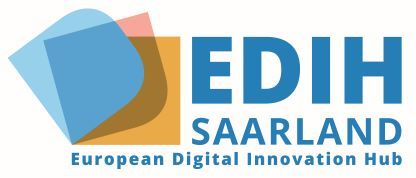 EDIH
SAARLAND
European Digital Innovation Hub